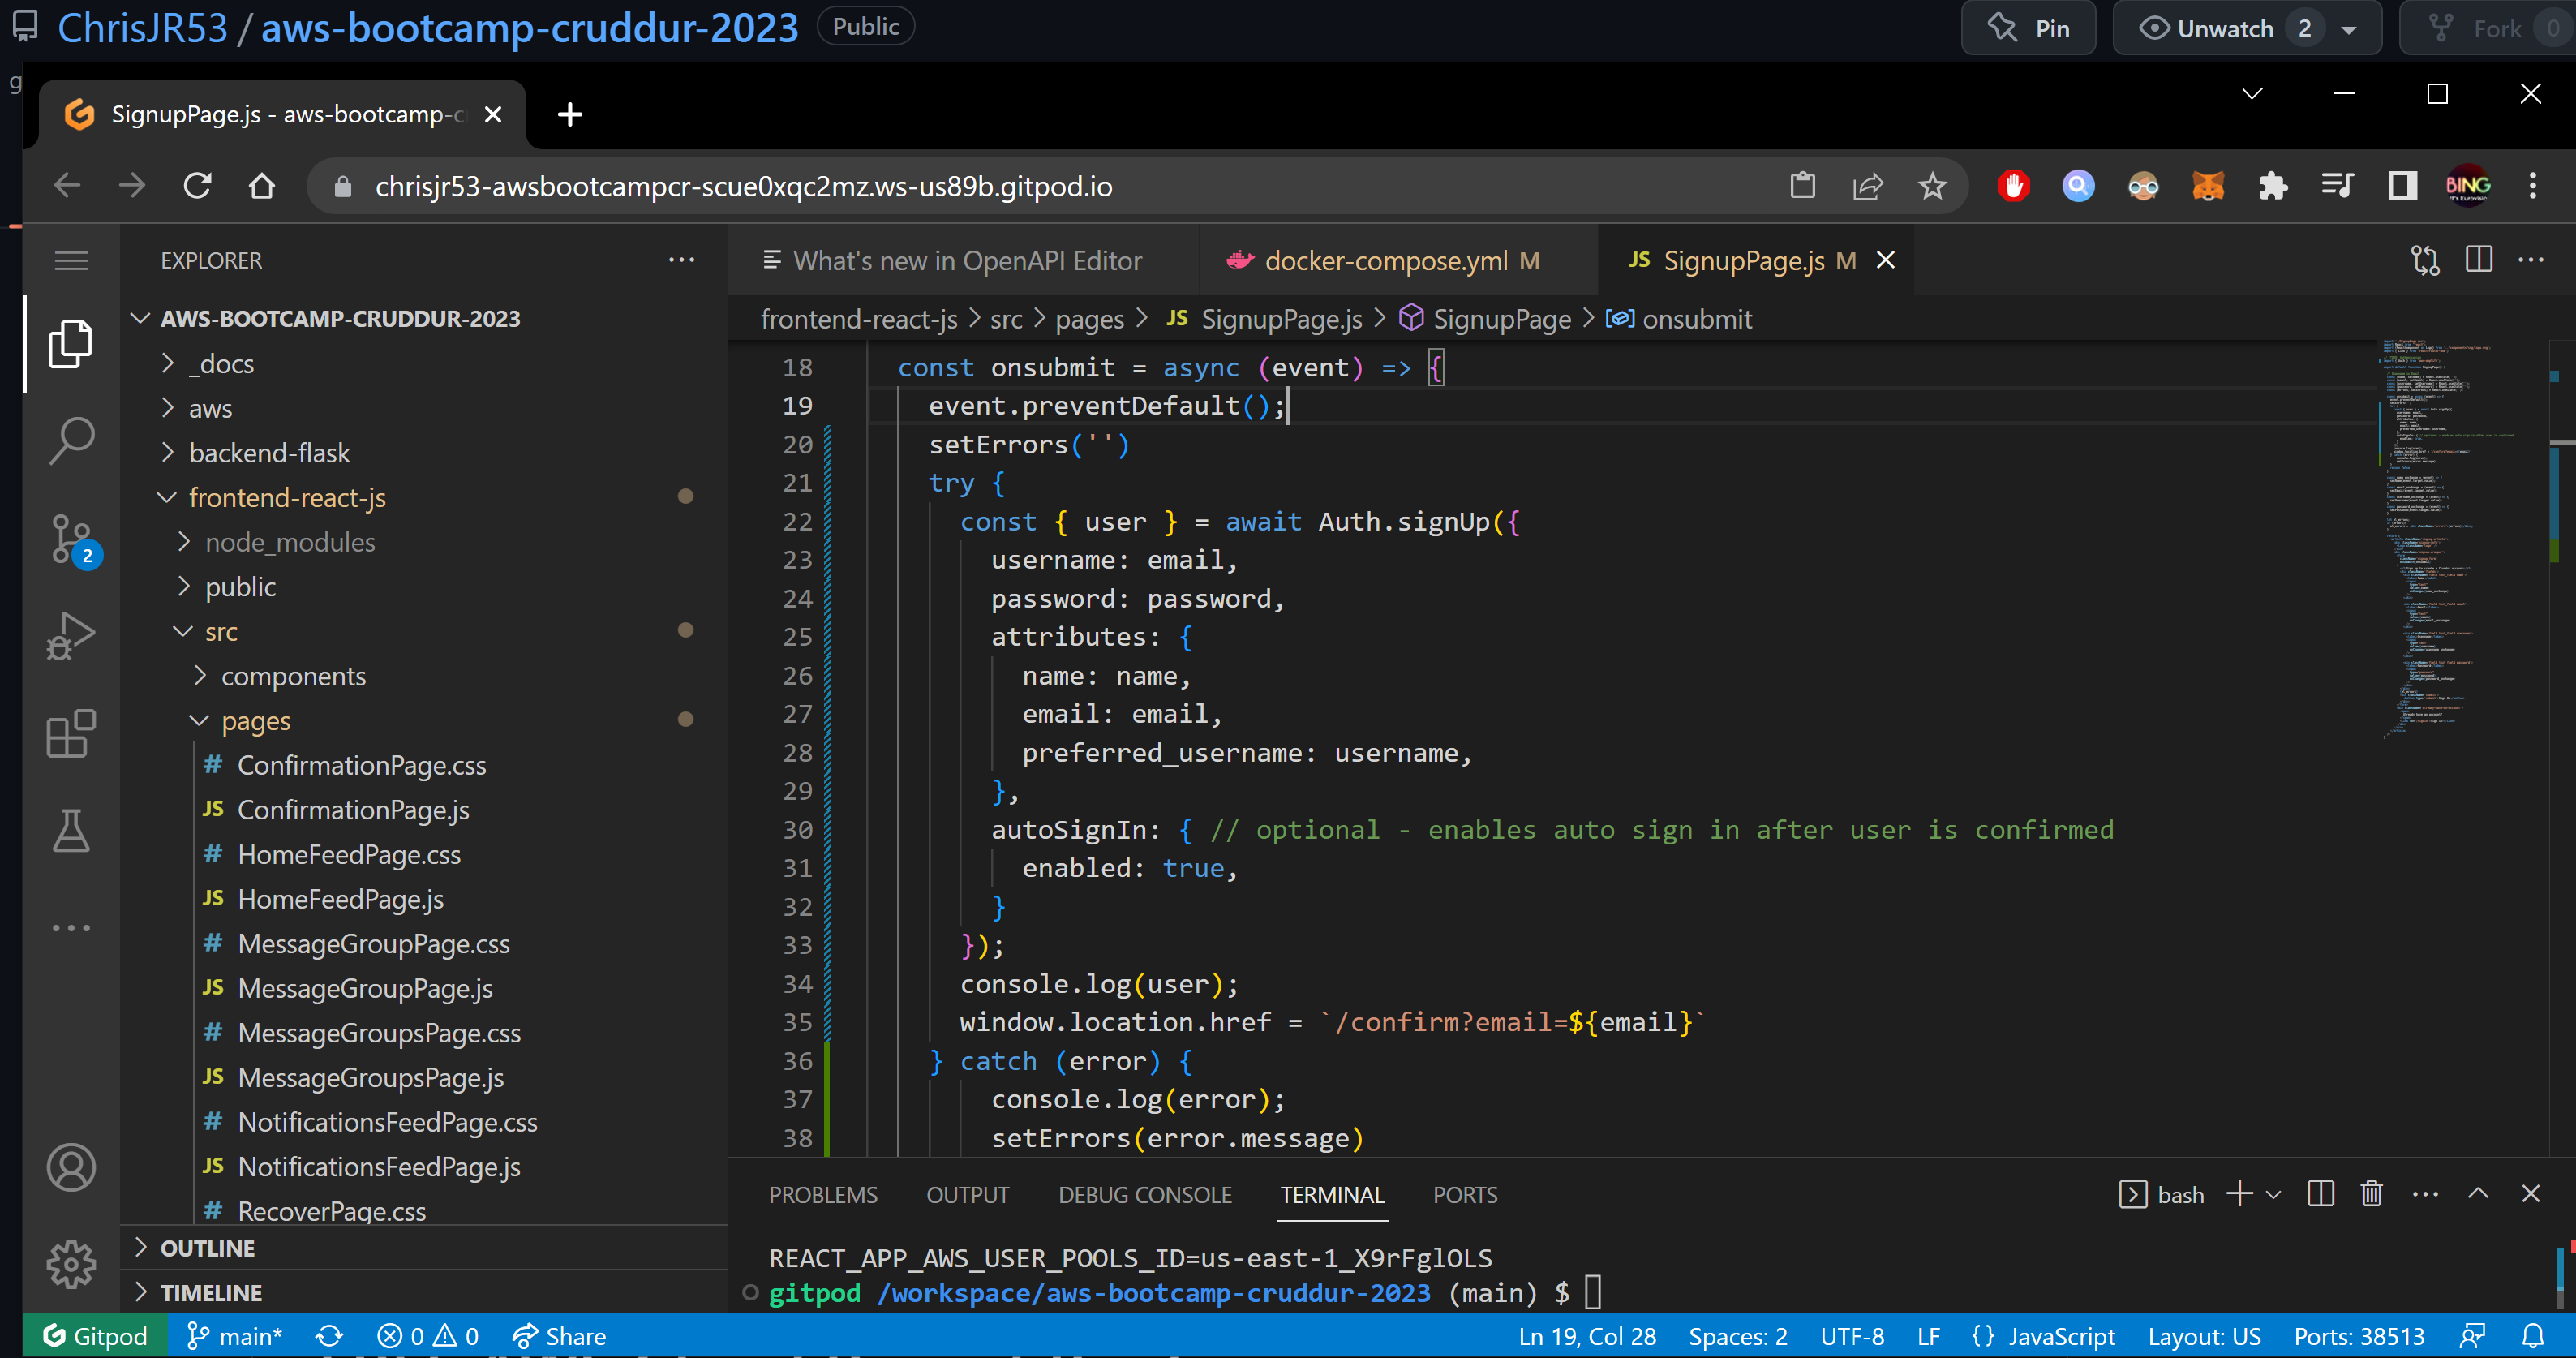 ChrisJR53 / aws-bootcamp-cruddur-2023 Public Pin Unwatch 2 Fork 0
SignupPage.js - aws-bootcamp-c
chrisjr53-awsbootcampcr-scue0xqc2mz.ws-us89b.gitpod.io
BING
EXPLORER
AWS-BOOTCAMP-CRUDDUR-2023
_docs
aws
backend-flask
frontend-react-js
node_modules
public
src
components
pages
# ConfirmationPage.css
JS ConfirmationPage.js
# HomeFeedPage.css
JS HomeFeedPage.js
# MessageGroupPage.css
JS MessageGroupPage.js
# MessageGroupsPage.css
JS MessageGroupsPage.js
# NotificationsFeedPage.css
JS NotificationsFeedPage.js
# RecoverPage.css
OUTLINE
TIMELINE
2
What's new in OpenAPI Editor docker-compose.yml M JS SignupPage.js M
frontend-react-js > src > pages > JS SignupPage.js > SignupPage > onsubmit
18 const onsubmit = async (event) => {
19 event.preventDefault();
20 setErrors('')
21 try {
22 const { user } = await Auth.signUp({
23 username: email,
24 password: password,
25 attributes: {
26 name: name,
27 email: email,
28 preferred_username: username,
29 },
30 autoSignIn: { // optional - enables auto sign in after user is confirmed
31 enabled: true,
32 }
33 });
34 console.log(user);
35 window.location.href = `/confirm?email=${email}`
36 } catch (error) {
37 console.log(error);
38 setErrors(error.message)
PROBLEMS OUTPUT DEBUG CONSOLE TERMINAL PORTS bash
REACT_APP_AWS_USER_POOLS_ID=us-east-1_X9rFglOLS
gitpod /workspace/aws-bootcamp-cruddur-2023 (main) $
Gitpod main* 0 0 Share Ln 19, Col 28 Spaces: 2 UTF-8 LF {} JavaScript Layout: US Ports: 38513